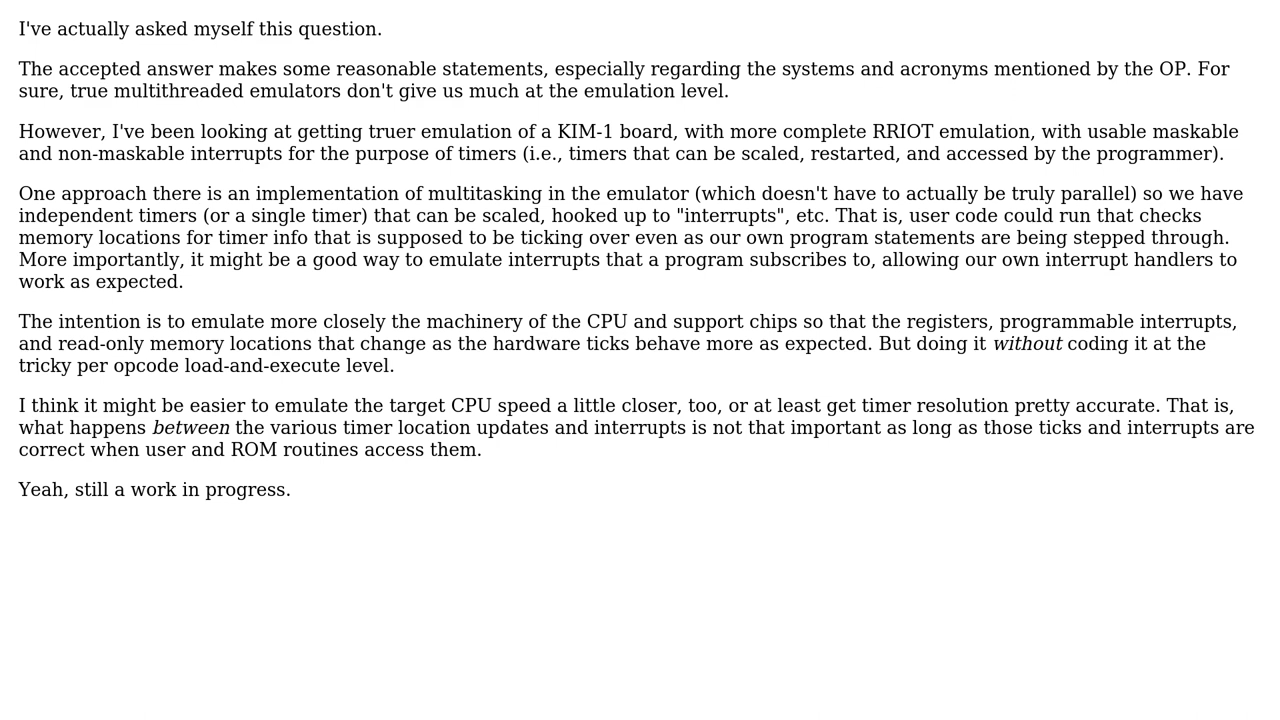 I've actually asked myself this question.
The accepted answer makes some reasonable statements, especially regarding the systems and acronyms mentioned by the OP. For
sure, true multithreaded emulators don't give us much at the emulation level.
However, I've been looking at getting truer emulation of a KIM-1 board, with more complete RRIOT emulation, with usable maskable
and non-maskable interrupts for the purpose of timers (i.e., timers that can be scaled, restarted, and accessed by the programmer).
One approach there is an implementation of multitasking in the emulator (which doesn't have to actually be truly parallel) so we have
independent timers (or a single timer) that can be scaled, hooked up to "interrupts", etc. That is, user code could run that checks
memory locations for timer info that is supposed to be ticking over even as our own program statements are being stepped through.
More importantly, it might be a good way to emulate interrupts that a program subscribes to, allowing our own interrupt handlers to
work as expected.
The intention is to emulate more closely the machinery of the CPU and support chips so that the registers, programmable interrupts,
and read-only memory locations that change as the hardware ticks behave more as expected. But doing it without coding it at the
tricky per opcode load-and-execute level.
I think it might be easier to emulate the target CPU speed a little closer, too, or at least get timer resolution pretty accurate. That is,
what happens between the various timer location updates and interrupts is not that important as long as those ticks and interrupts are
correct when user and ROM routines access them.
Yeah, still a work in progress.